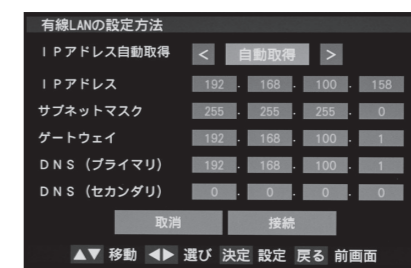 有線LANの設定方法
IPアドレス自動取得 < 自動取得 >
IPアドレス 192 . 168 . 100 . 158
サブネットマスク 255 . 255 . 255 . 0
ゲートウェイ 192 . 168 . 100 . 1
DNS (プライマリ) 192 . 168 . 100 . 1
DNS (セカンダリ) 0 . 0 . 0 . 0
取消 接続
▲▼ 移動 ◀▶ 選び 決定 設定 戻る 前画面